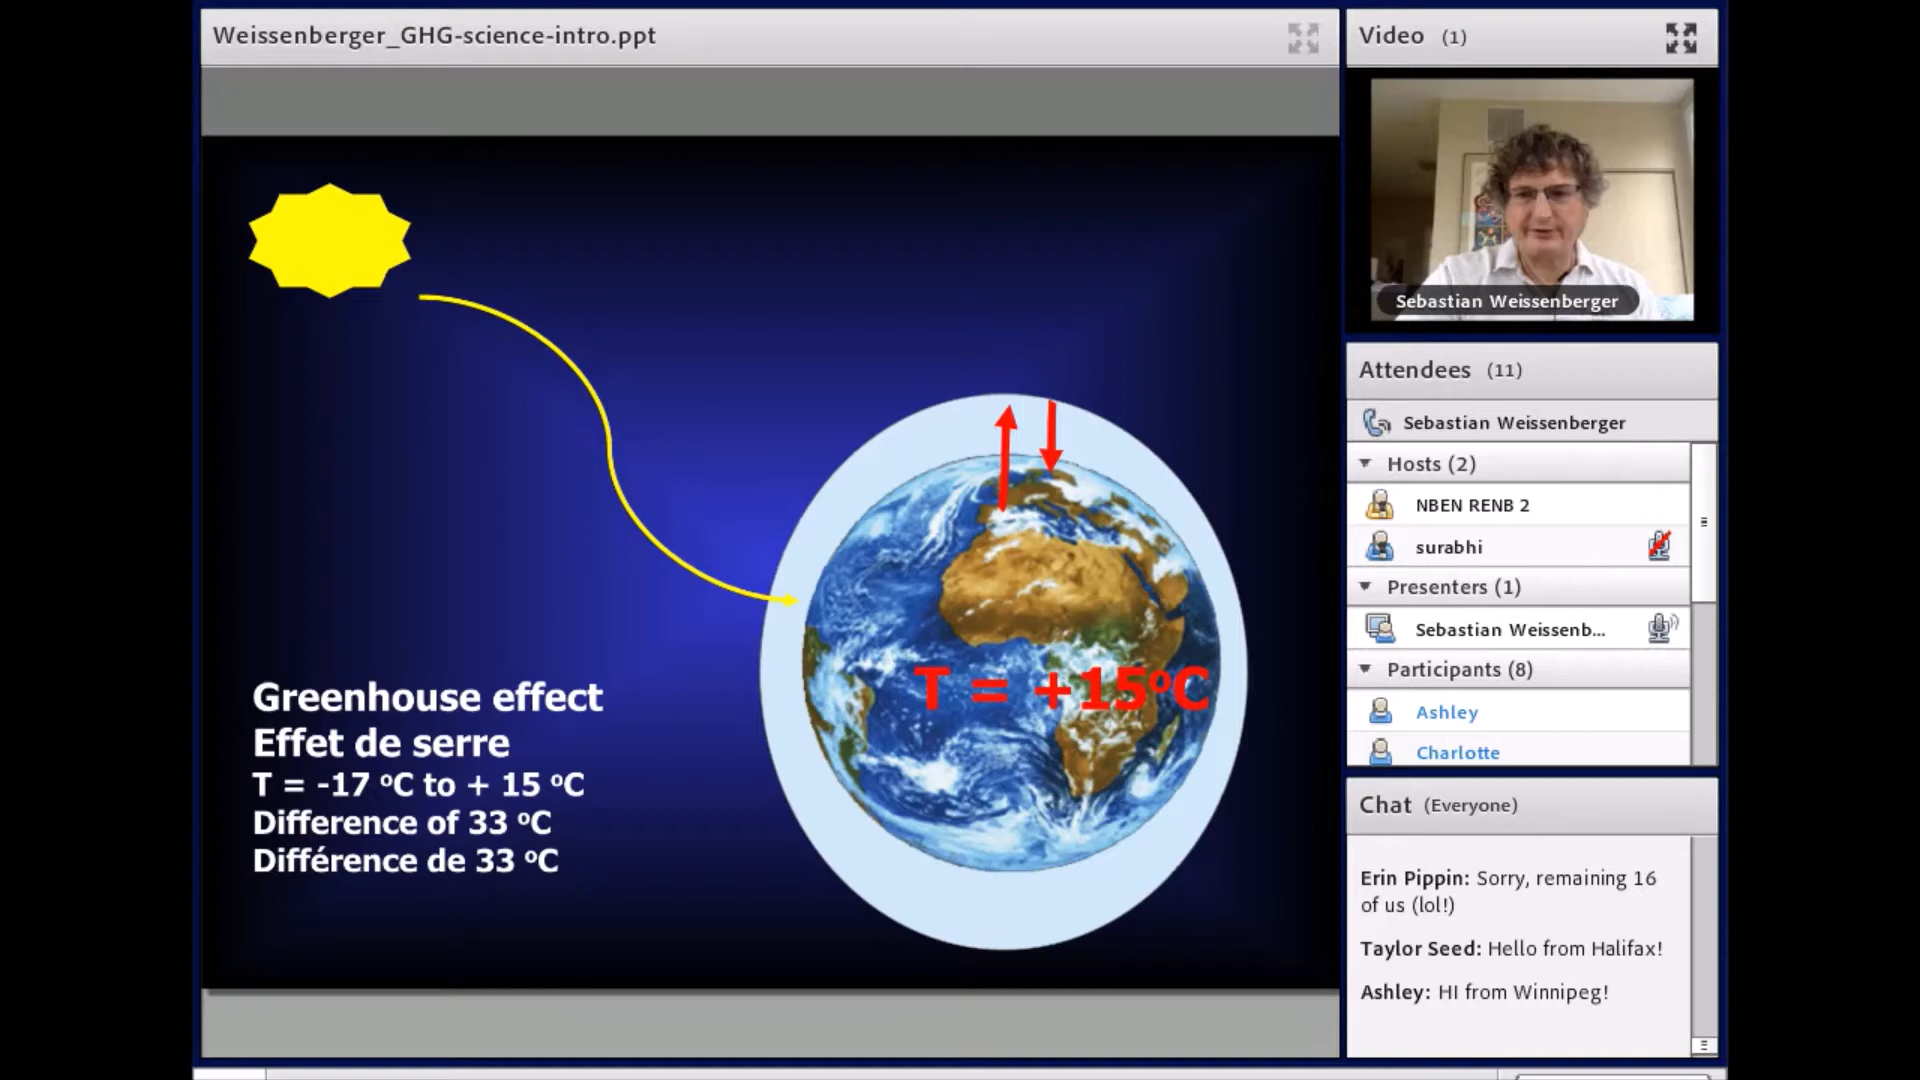 Weissenberger_GHG-science-intro.ppt
Greenhouse effect
Effet de serre
T = -17 ºC to + 15 ºC
Difference of 33 ºC
Différence de 33 ºC
T = +15ºC
Video (1)
Sebastian Weissenberger
Attendees (11)
Sebastian Weissenberger
Hosts (2)
NBEN RENB 2
surabhi
Presenters (1)
Sebastian Weissenb...
Participants (8)
Ashley
Charlotte
Chat (Everyone)
Erin Pippin: Sorry, remaining 16
of us (lol!)
Taylor Seed: Hello from Halifax!
Ashley: HI from Winnipeg!